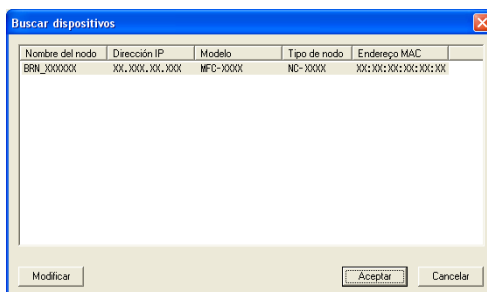 Buscar dispositivos
Nombre del nodo Dirección IP Modelo Tipo de nodo Endereço MAC
BRN_XXXXXX XX.XXX.XX.XXX MFC-XXXX NC-XXXX XX:XX:XX:XX:XX:XX
Modificar Aceptar Cancelar